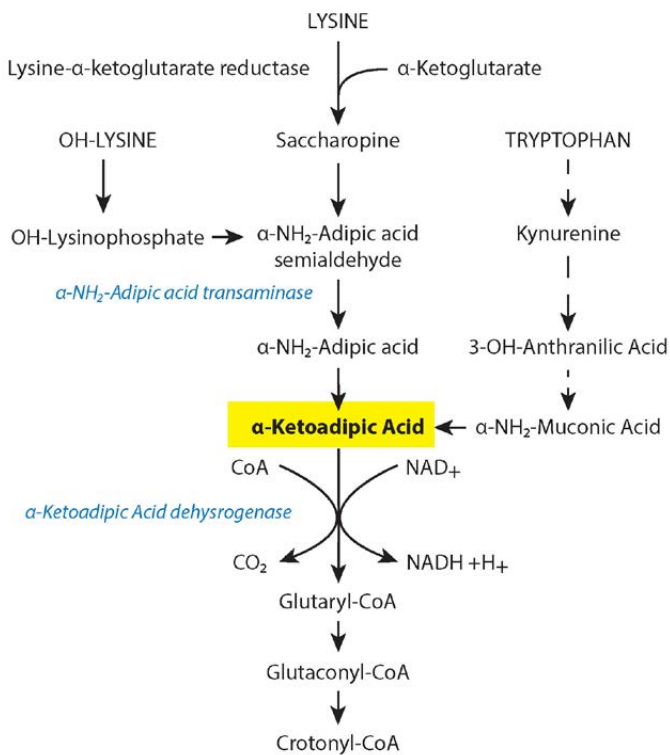 LYSINE
Lysine-α-ketoglutarate reductase
α-Ketoglutarate
OH-LYSINE
Saccharopine
TRYPTOPHAN
OH-Lysinophosphate
α-NH₂-Adipic acid
semialdehyde
Kynurenine
α-NH₂-Adipic acid transaminase
α-NH₂-Adipic acid
3-OH-Anthranilic Acid
α-Ketoadipic Acid
α-NH₂-Muconic Acid
CoA
NAD+
α-Ketoadipic Acid dehysrogenase
CO₂
NADH +H+
Glutaryl-CoA
Glutaconyl-CoA
Crotonyl-CoA